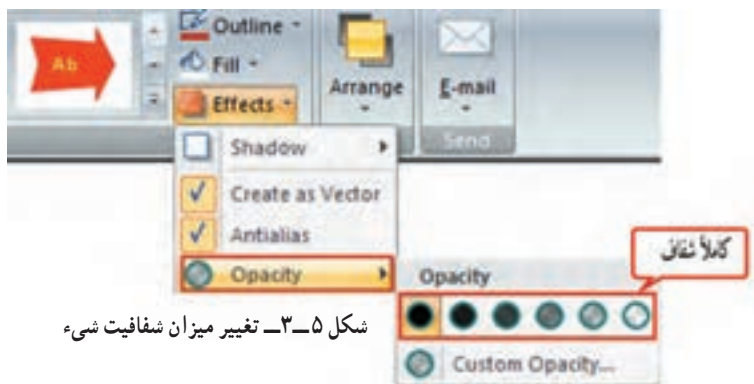 Ab
Outline
Fill
Effects
Arrange
E-mail
Send
Shadow
Create as Vector
Antialias
Opacity
Opacity
کاملاً شفاف
Custom Opacity...
شکل ۵ــ۳ــ تغییر میزان شفافیت شیء